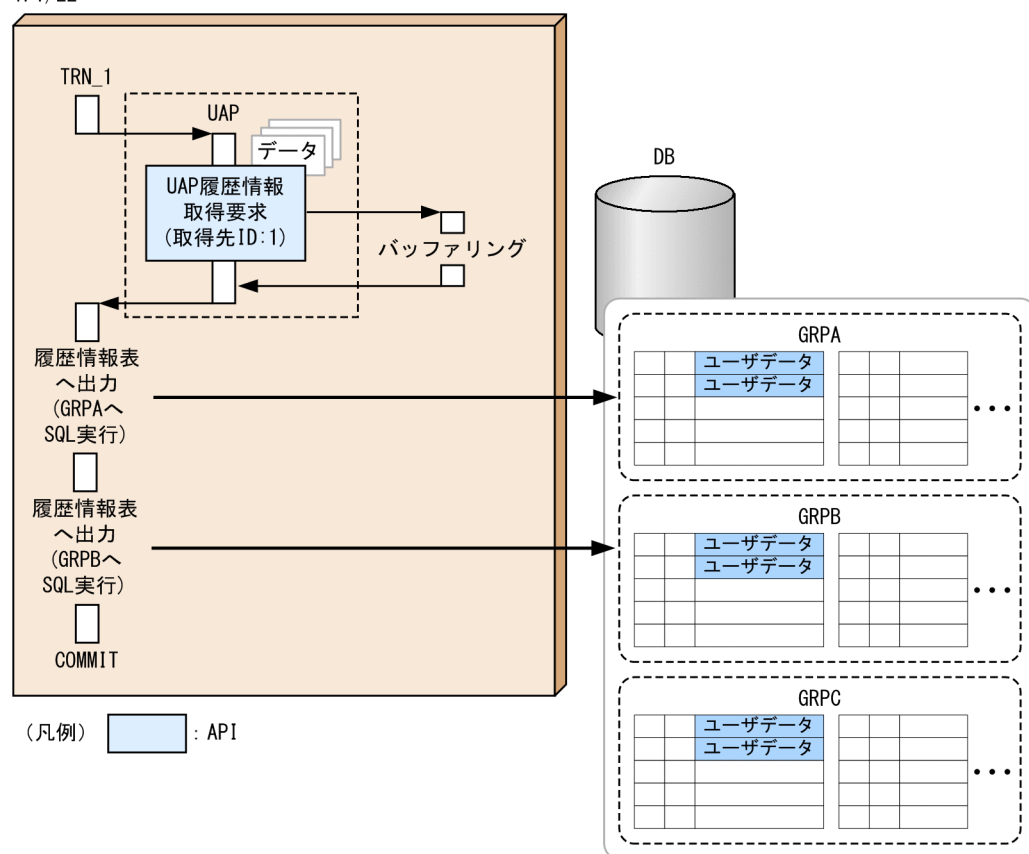 TRN_1
UAP
データ
UAP履歴情報
取得要求
(取得先ID:1)
バッファリング
履歴情報表
へ出力
(GRPAへ
SQL実行)
履歴情報表
へ出力
(GRPBへ
SQL実行)
COMMIT
DB
GRPA
ユーザデータ
ユーザデータ
・・・
GRPB
ユーザデータ
ユーザデータ
・・・
GRPC
ユーザデータ
ユーザデータ
・・・
(凡例)
: API